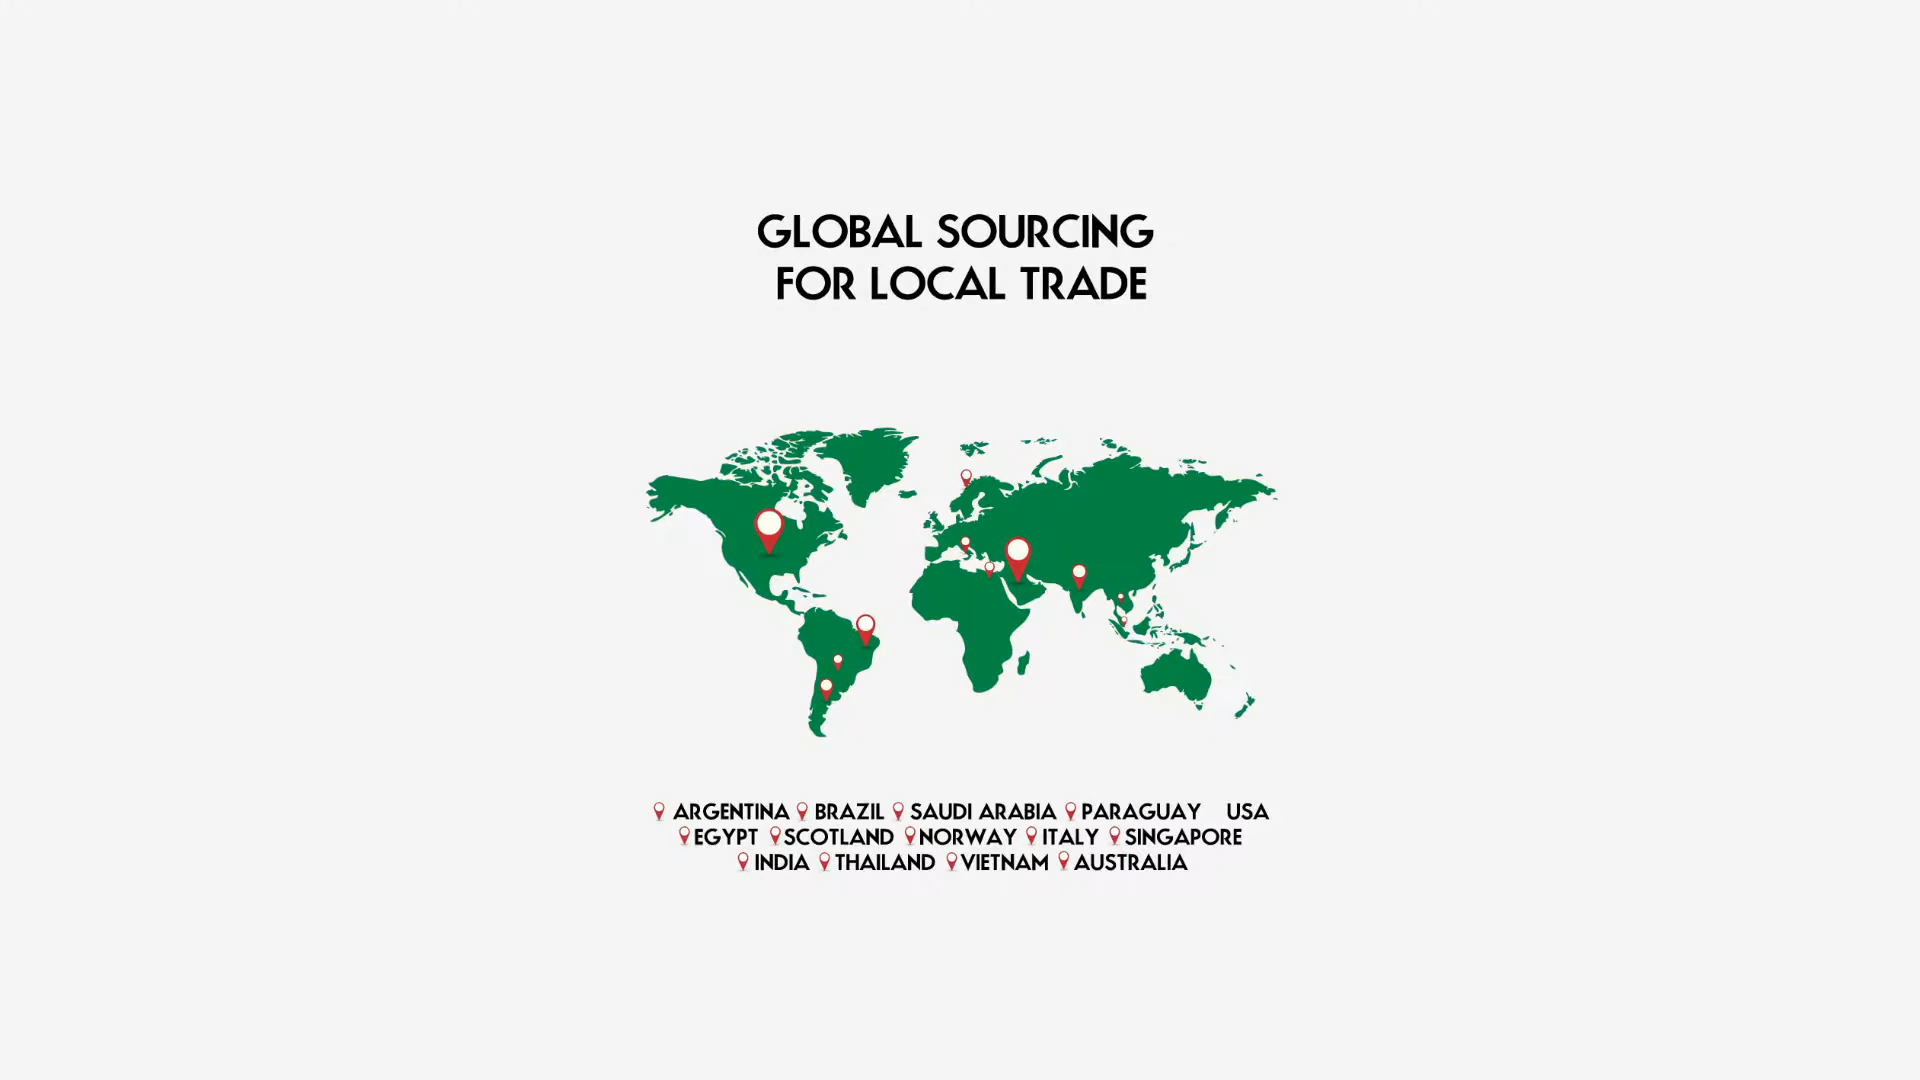 GLOBAL SOURCING
FOR LOCAL TRADE
ARGENTINA BRAZIL SAUDI ARABIA PARAGUAY USA
EGYPT SCOTLAND NORWAY ITALY SINGAPORE
INDIA THAILAND VIETNAM AUSTRALIA